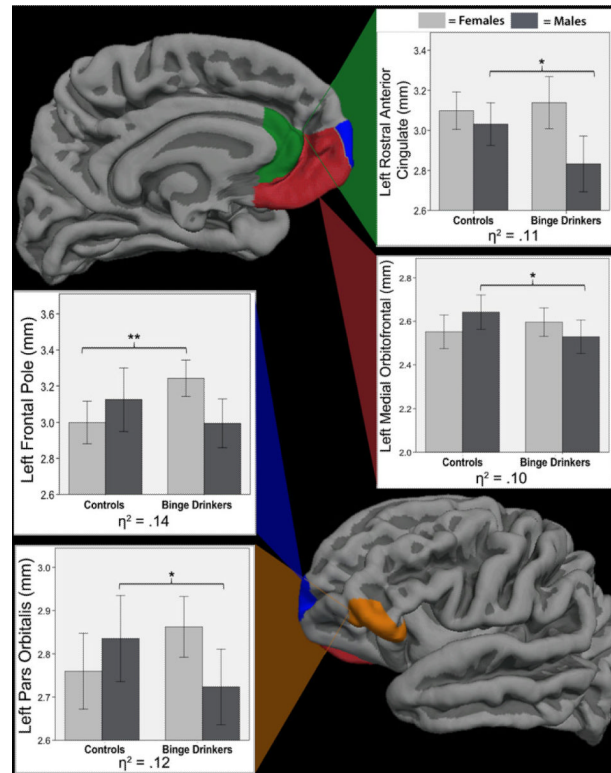 = Females = Males
Left Rostral Anterior
Cingulate (mm)
3.4
3.2
3.0
2.8
2.6
*
Controls Binge Drinkers
η² = .11
Left Medial Orbitofrontal (mm)
2.8
2.6
2.4
2.2
2.0
*
Controls Binge Drinkers
η² = .10
Left Frontal Pole (mm)
3.6
3.4
3.2
3.0
2.8
2.6
**
Controls Binge Drinkers
η² = .14
Left Pars Orbitalis (mm)
3.0
2.9
2.8
2.7
2.6
*
Controls Binge Drinkers
η² = .12